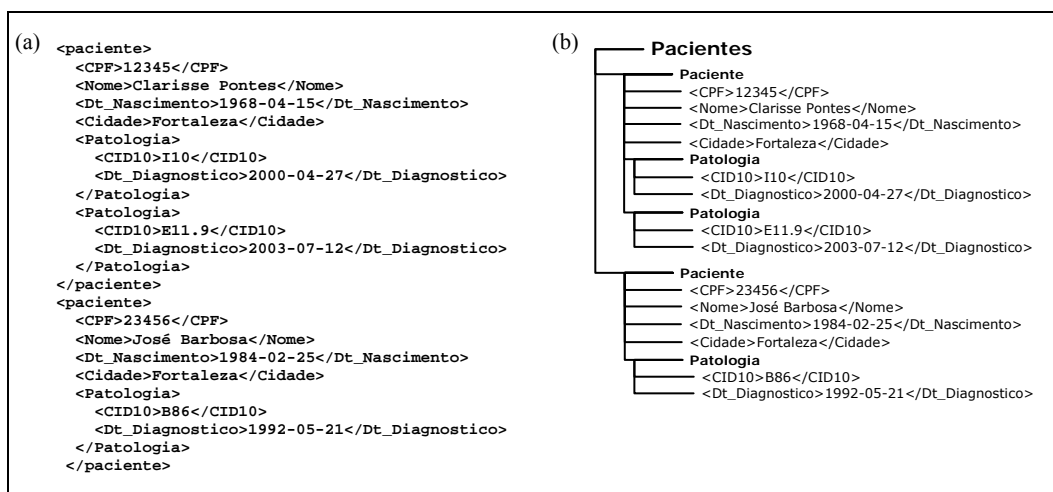 (a)
<paciente>
<CPF>12345</CPF>
<Nome>Clarisse Pontes</Nome>
<Dt_Nascimento>1968-04-15</Dt_Nascimento>
<Cidade>Fortaleza</Cidade>
<Patologia>
<CID10>I10</CID10>
<Dt_Diagnostico>2000-04-27</Dt_Diagnostico>
</Patologia>
<Patologia>
<CID10>E11.9</CID10>
<Dt_Diagnostico>2003-07-12</Dt_Diagnostico>
</Patologia>
</paciente>
<paciente>
<CPF>23456</CPF>
<Nome>José Barbosa</Nome>
<Dt_Nascimento>1984-02-25</Dt_Nascimento>
<Cidade>Fortaleza</Cidade>
<Patologia>
<CID10>B86</CID10>
<Dt_Diagnostico>1992-05-21</Dt_Diagnostico>
</Patologia>
</paciente>
(b)
Pacientes
Paciente
<CPF>12345</CPF>
<Nome>Clarisse Pontes</Nome>
<Dt_Nascimento>1968-04-15</Dt_Nascimento>
<Cidade>Fortaleza</Cidade>
Patologia
<CID10>I10</CID10>
<Dt_Diagnostico>2000-04-27</Dt_Diagnostico>
Patologia
<CID10>E11.9</CID10>
<Dt_Diagnostico>2003-07-12</Dt_Diagnostico>
Paciente
<CPF>23456</CPF>
<Nome>José Barbosa</Nome>
<Dt_Nascimento>1984-02-25</Dt_Nascimento>
<Cidade>Fortaleza</Cidade>
Patologia
<CID10>B86</CID10>
<Dt_Diagnostico>1992-05-21</Dt_Diagnostico>